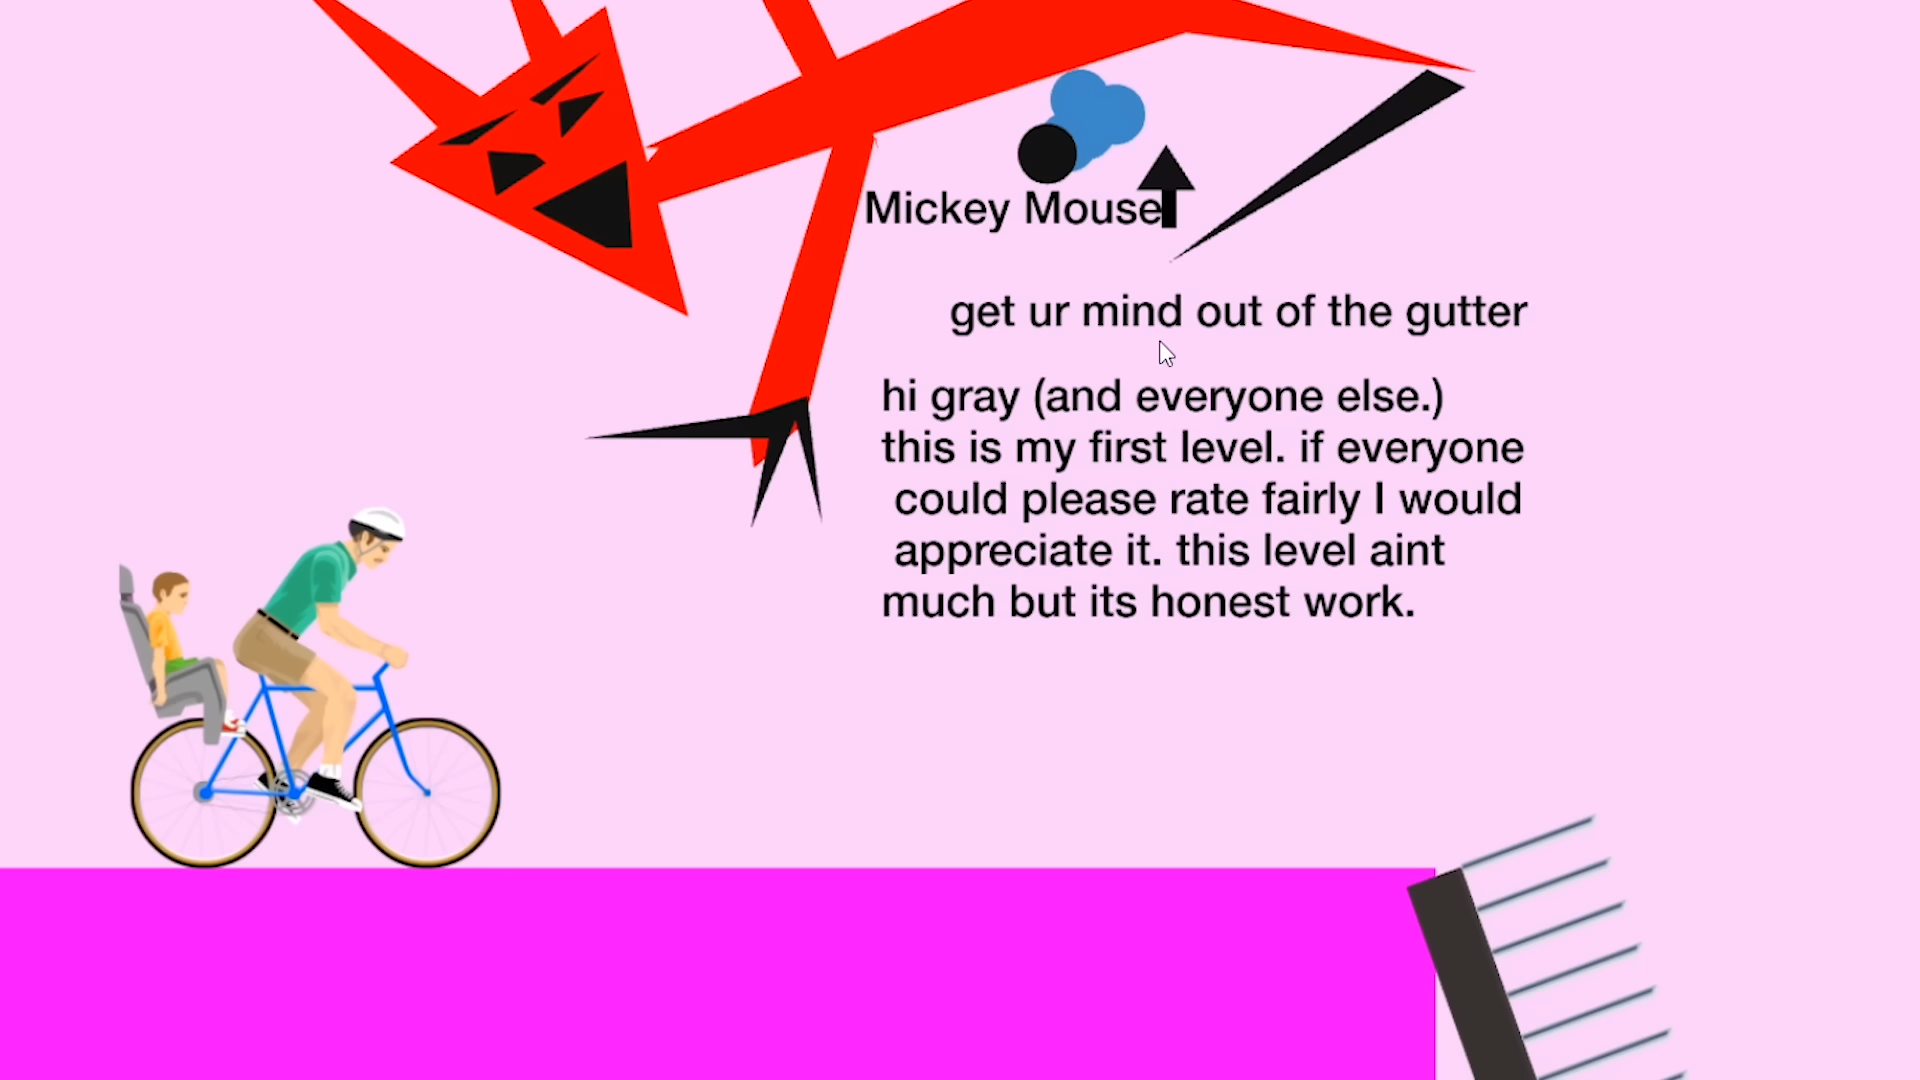 Mickey Mouse
get ur mind out of the gutter
hi gray (and everyone else.)
this is my first level. if everyone
could please rate fairly I would
appreciate it. this level aint
much but its honest work.